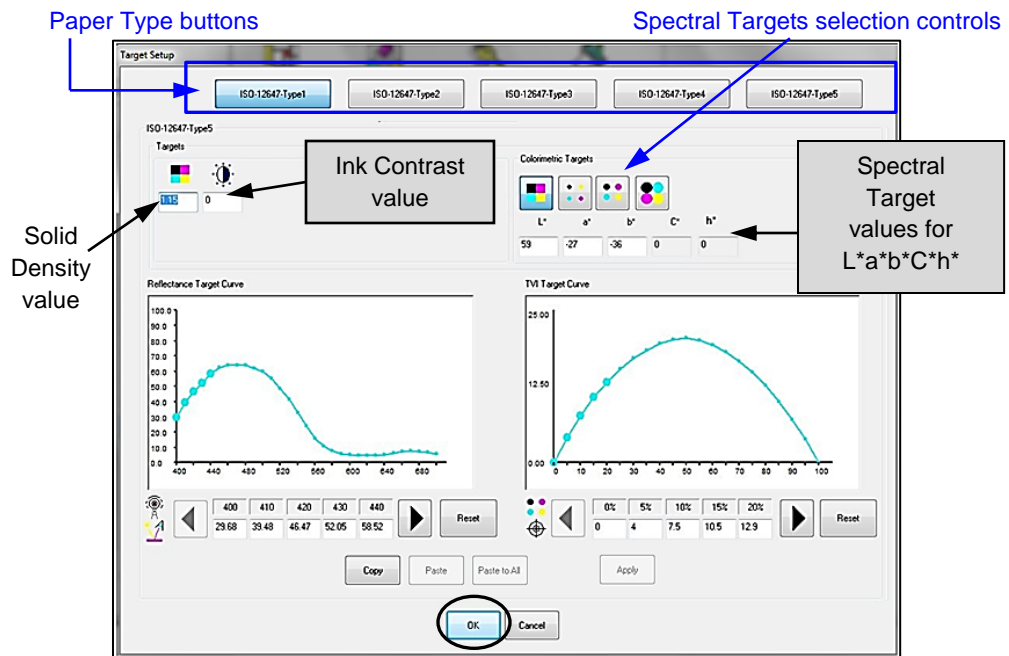 Paper Type buttons
Spectral Targets selection controls
Target Setup
ISO-12647-Type1
ISO-12647-Type2
ISO-12647-Type3
ISO-12647-Type4
ISO-12647-Type5
ISO-12647-Type5
Targets
1.15
0
Ink Contrast
value
Colorimetric Targets
L* a* b* C* h*
59 -27 -36 0 0
Spectral
Target
values for
L*a*b*C*h*
Solid
Density
value
Reflectance Target Curve
100.0
90.0
80.0
70.0
60.0
50.0
40.0
30.0
20.0
10.0
0.0
400 440 480 520 560 600 640 680
TVI Target Curve
25.00
12.50
0.00
0 10 20 30 40 50 60 70 80 90 100
400 410 420 430 440
29.68 39.48 46.47 52.05 58.52
Reset
0% 5% 10% 15% 20%
0 4 7.5 10.5 12.9
Reset
Copy
Paste
Paste to All
Apply
OK
Cancel